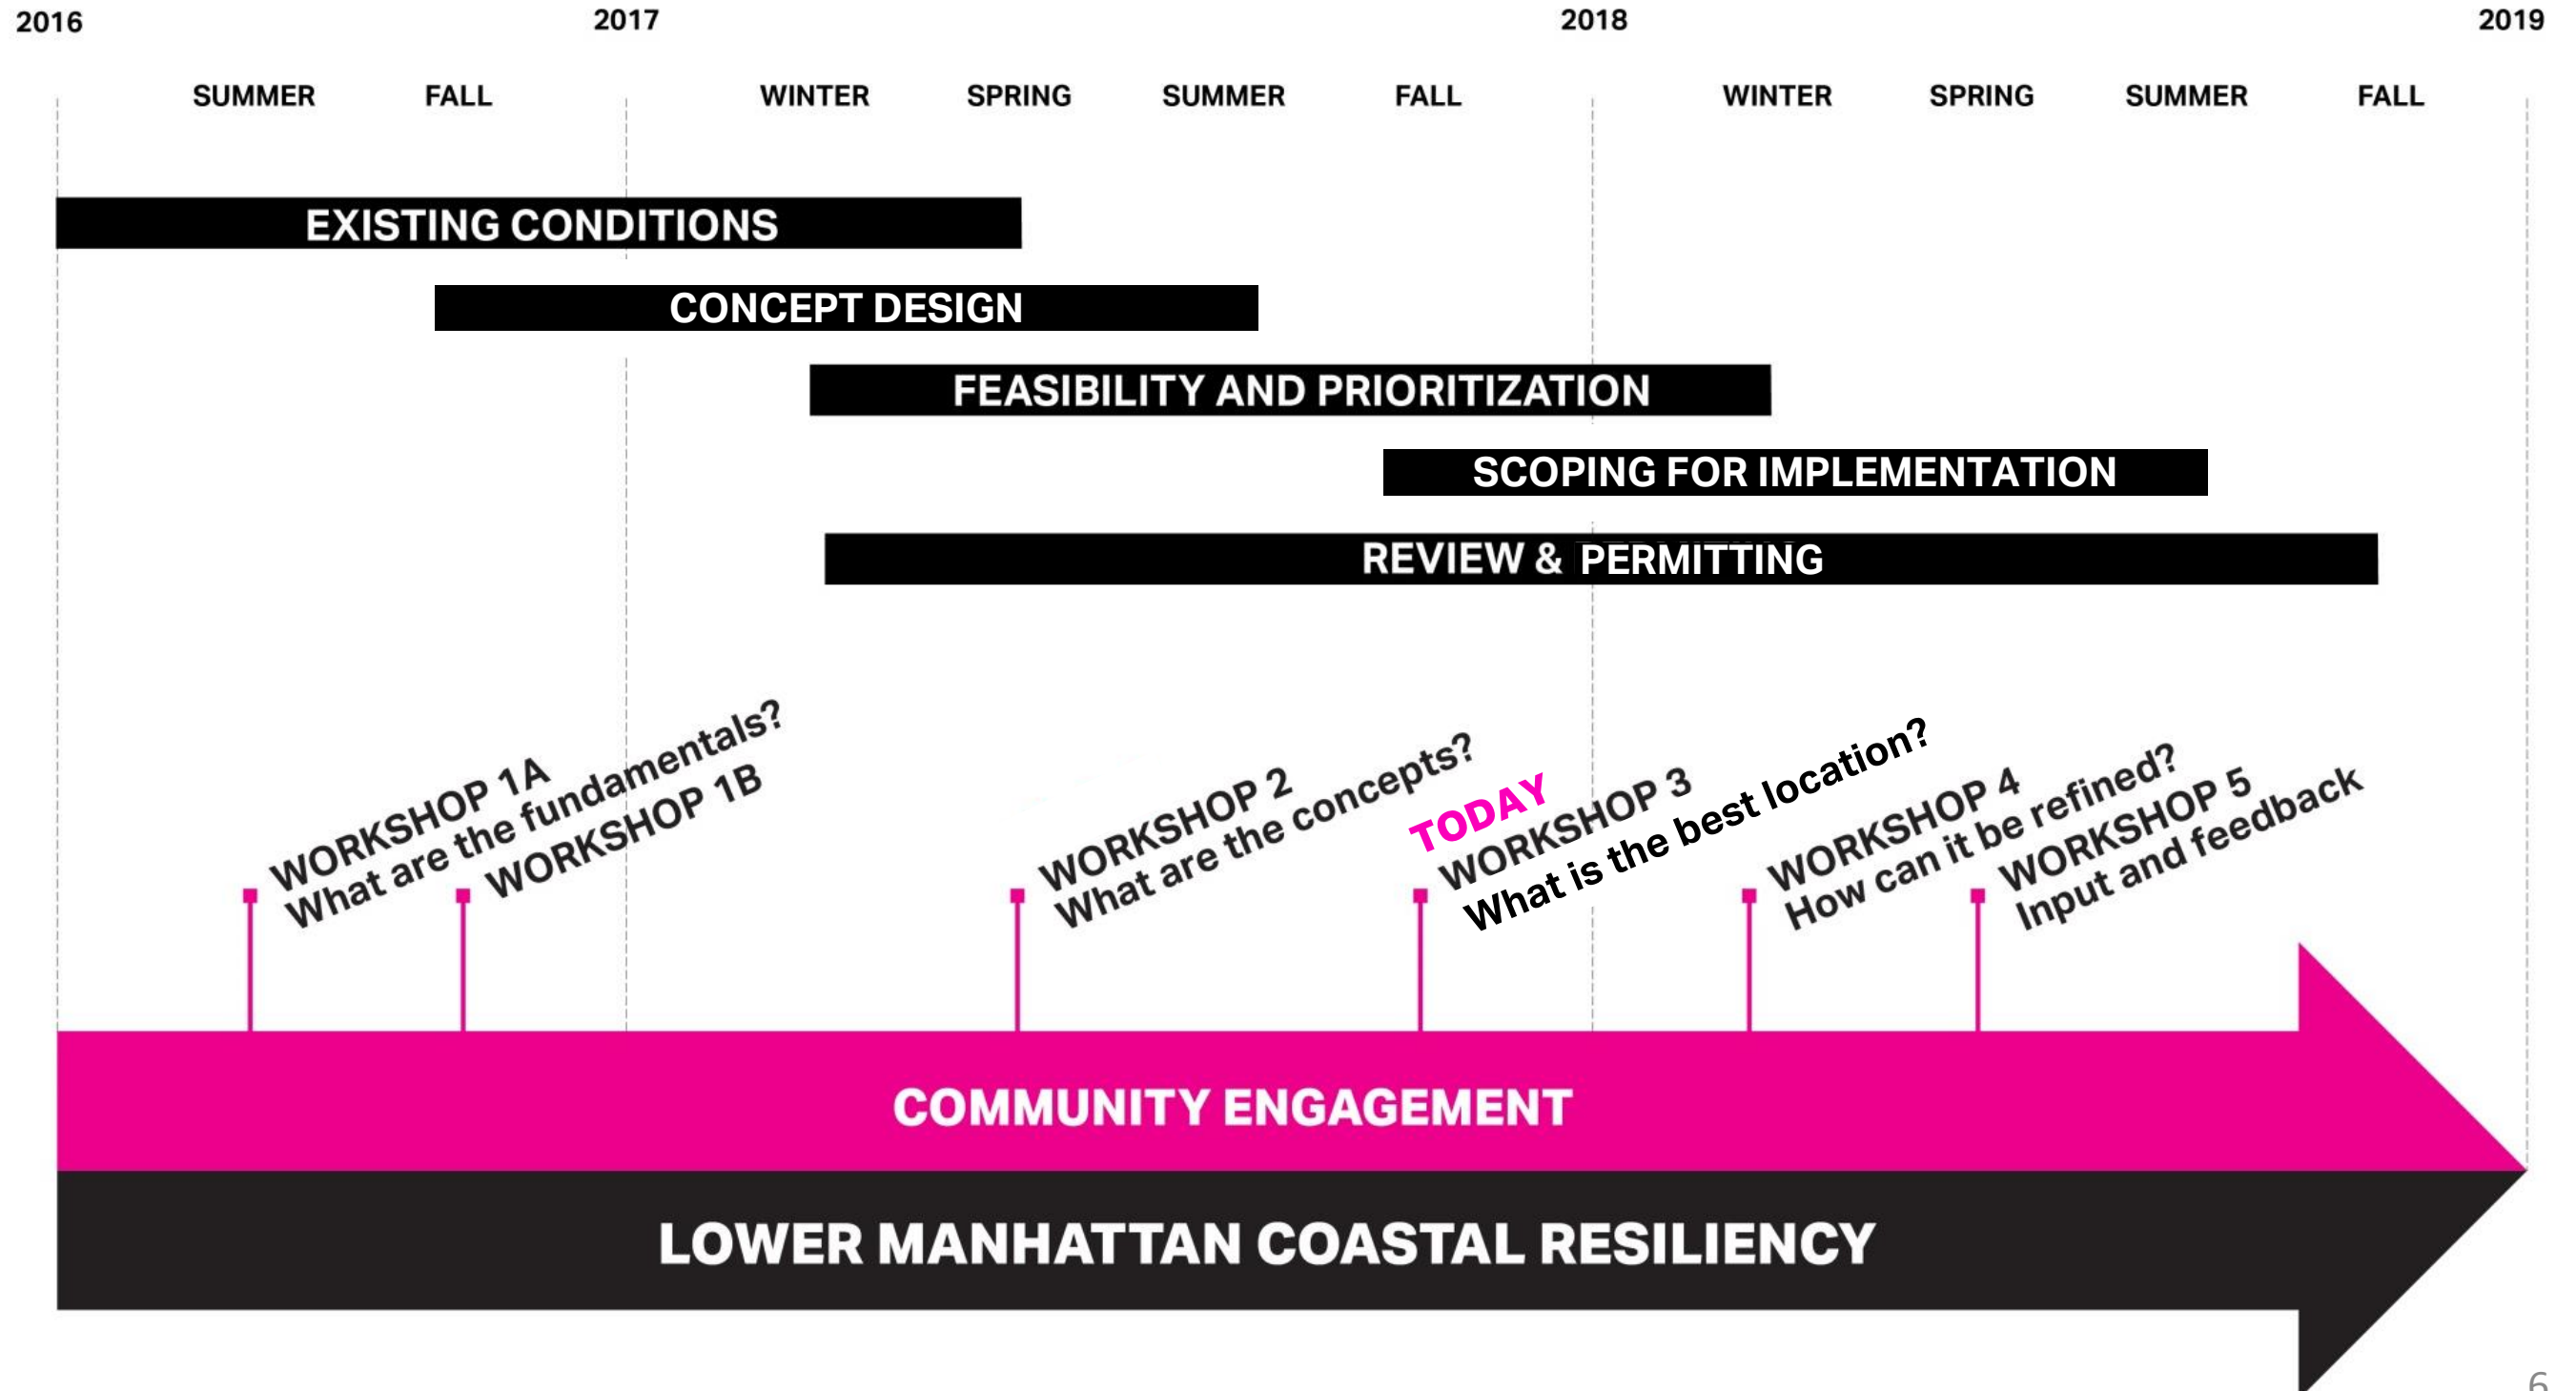 2016 2017 2018 2019
SUMMER FALL WINTER SPRING SUMMER FALL WINTER SPRING SUMMER FALL
EXISTING CONDITIONS
CONCEPT DESIGN
FEASIBILITY AND PRIORITIZATION
SCOPING FOR IMPLEMENTATION
REVIEW & PERMITTING
WORKSHOP 1A
What are the fundamentals?
WORKSHOP 1B
WORKSHOP 2
What are the concepts?
TODAY
WORKSHOP 3
What is the best location?
WORKSHOP 4
How can it be refined?
WORKSHOP 5
Input and feedback
COMMUNITY ENGAGEMENT
LOWER MANHATTAN COASTAL RESILIENCY
6